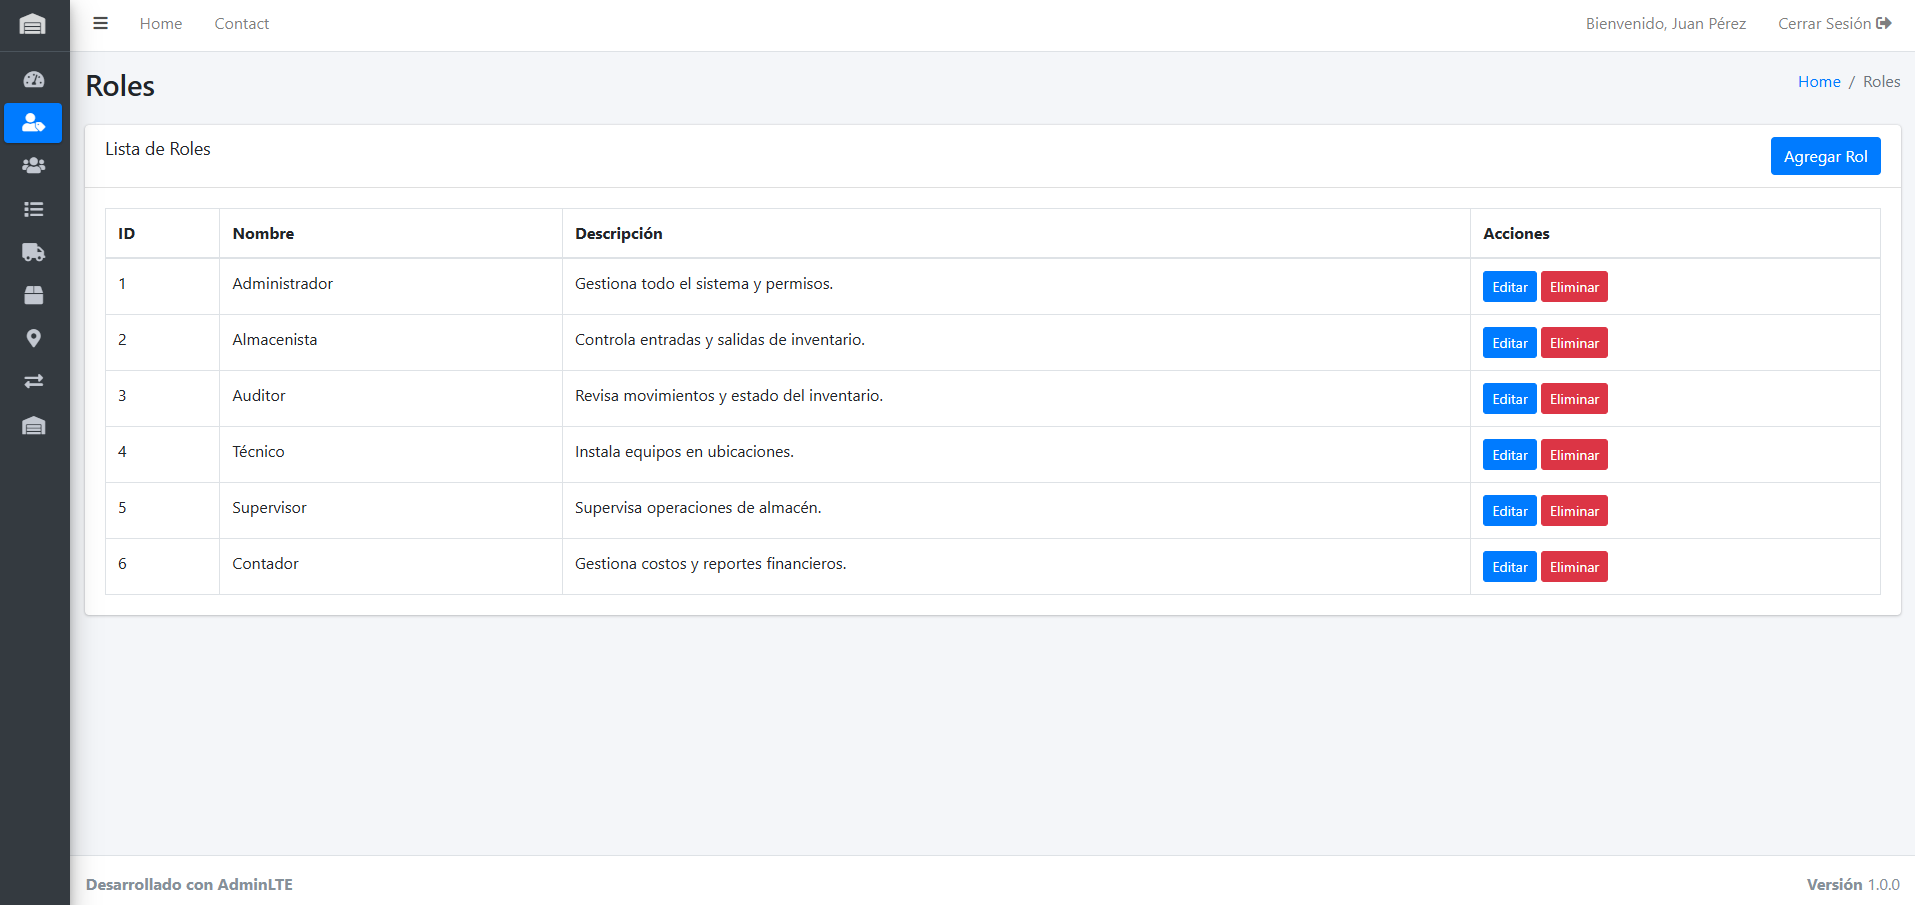 Home Contact Bienvenido, Juan Pérez Cerrar Sesión
Roles Home / Roles
Lista de Roles Agregar Rol
ID Nombre Descripción Acciones
1 Administrador Gestiona todo el sistema y permisos. Editar Eliminar
2 Almacenista Controla entradas y salidas de inventario. Editar Eliminar
3 Auditor Revisa movimientos y estado del inventario. Editar Eliminar
4 Técnico Instala equipos en ubicaciones. Editar Eliminar
5 Supervisor Supervisa operaciones de almacén. Editar Eliminar
6 Contador Gestiona costos y reportes financieros. Editar Eliminar
Desarrollado con AdminLTE Versión 1.0.0